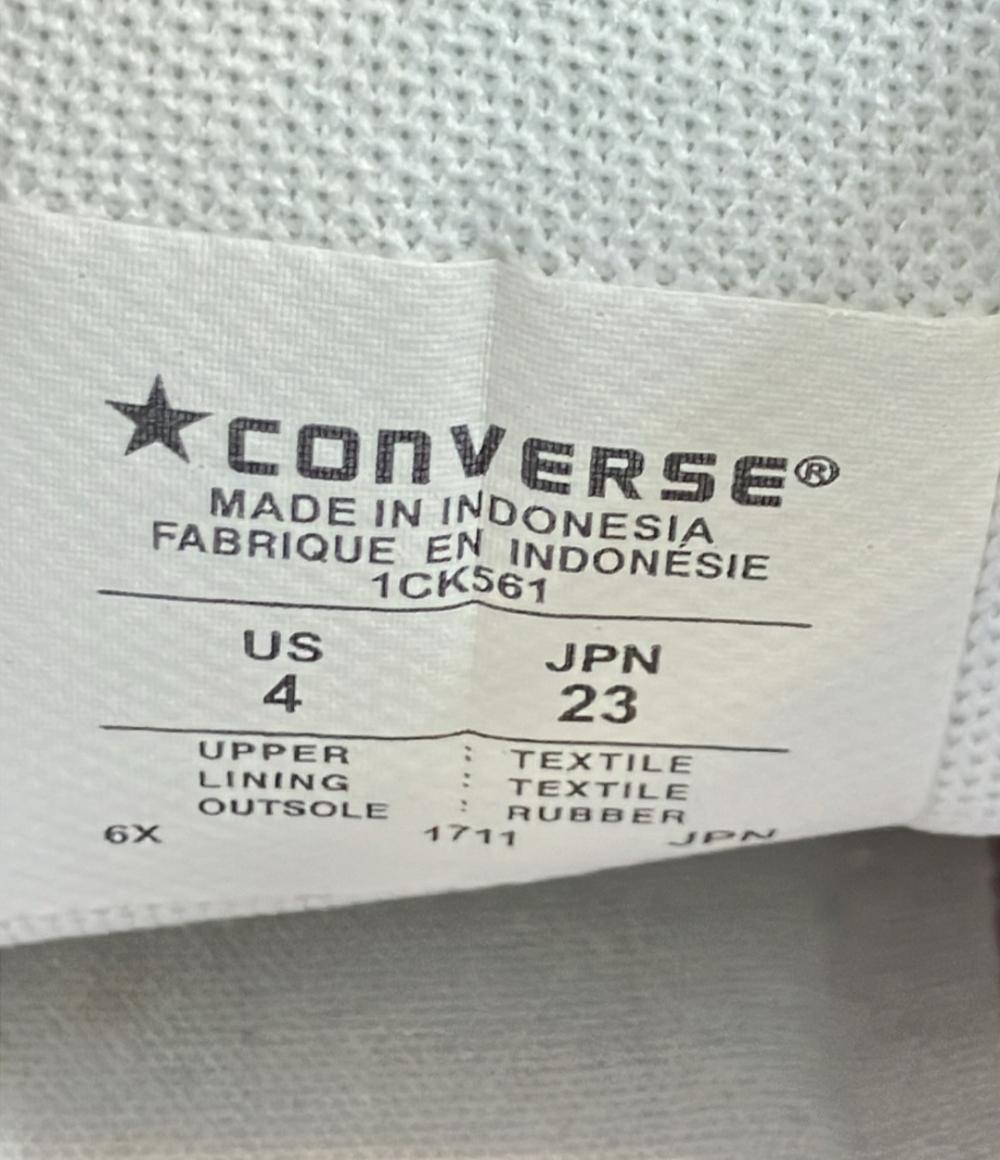 ★CONVERSE®
MADE IN INDONESIA
FABRIQUE EN INDONÉSIE
1CK561
US JPN
4 23
UPPER : TEXTILE
LINING : TEXTILE
OUTSOLE : RUBBER
6X 1711 JPN